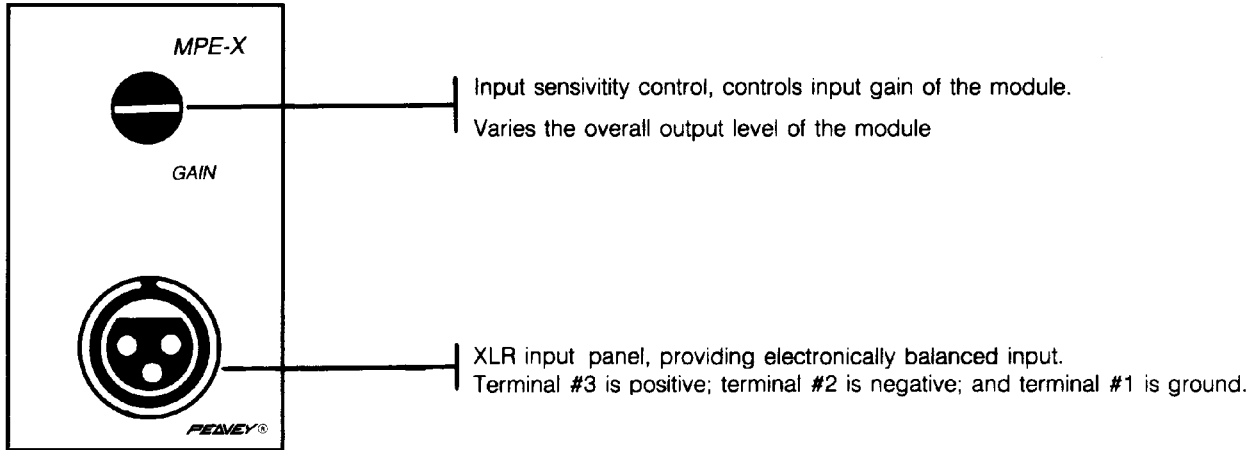 MPE-X
Input sensivitity control, controls input gain of the module.
Varies the overall output level of the module
GAIN
XLR input panel, providing electronically balanced input.
Terminal #3 is positive; terminal #2 is negative; and terminal #1 is ground.
PEAVEY®